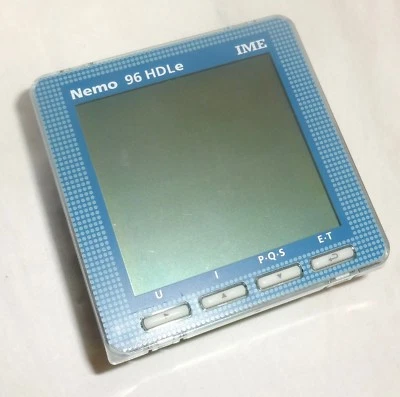 IME
Nemo 96 HDLe
U I P·Q·S E·T